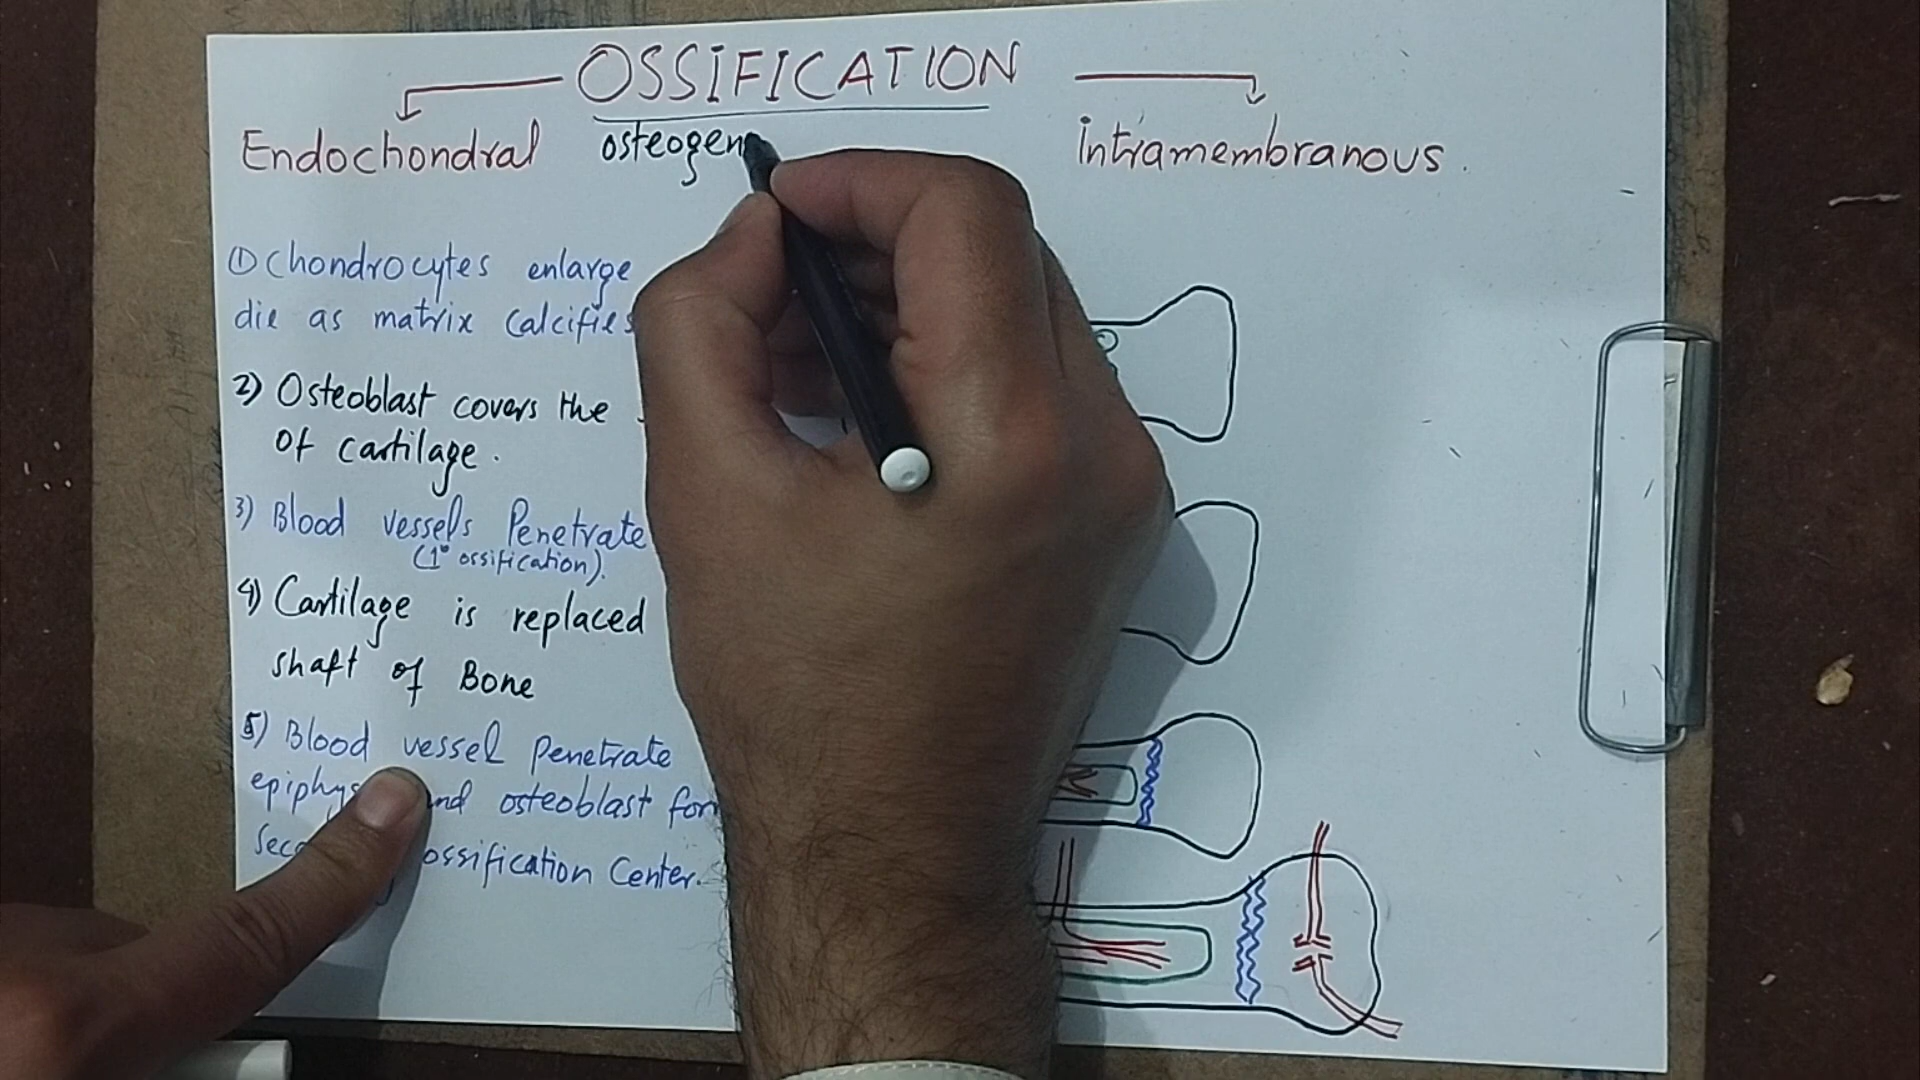 OSSIFICATION
Endochondral
osteogen
intramembranous.
① Chondrocytes enlarge
die as matrix calcifies
2) Osteoblast covers the
of cartilage.
3) Blood vessels Penetrate
(1° ossification).
4) Cartilage is replaced
shaft of Bone
5) Blood vessel penetrate
and osteoblast
ossification Center.